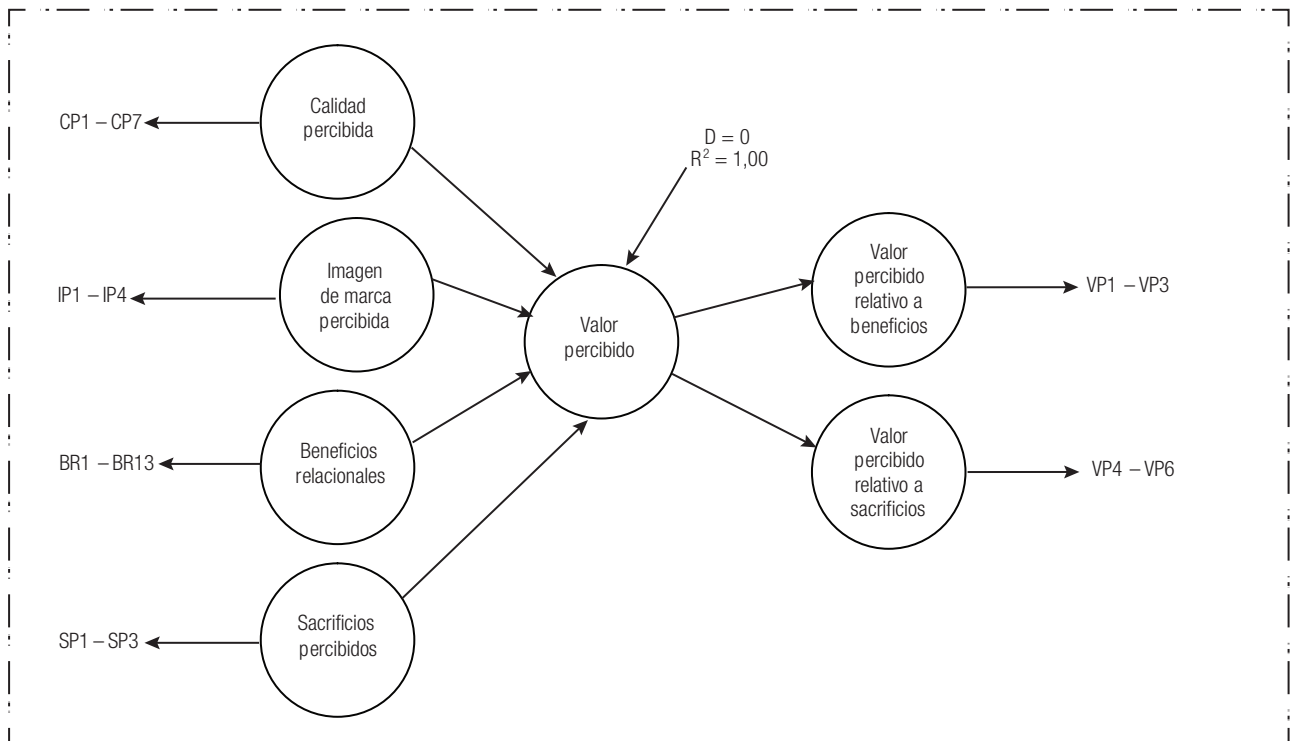 Calidad
percibida
CP1 – CP7
D = 0
R² = 1,00
Imagen
de marca
percibida
IP1 – IP4
Valor
percibido
relativo a
beneficios
VP1 – VP3
Valor
percibido
Beneficios
relacionales
BR1 – BR13
Valor
percibido
relativo a
sacrificios
VP4 – VP6
Sacrificios
percibidos
SP1 – SP3